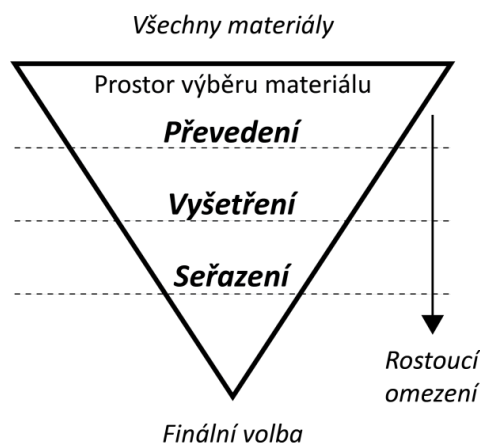 Všechny materiály
Prostor výběru materiálu
Převedení
Vyšetření
Seřazení
Rostoucí
omezení
Finální volba